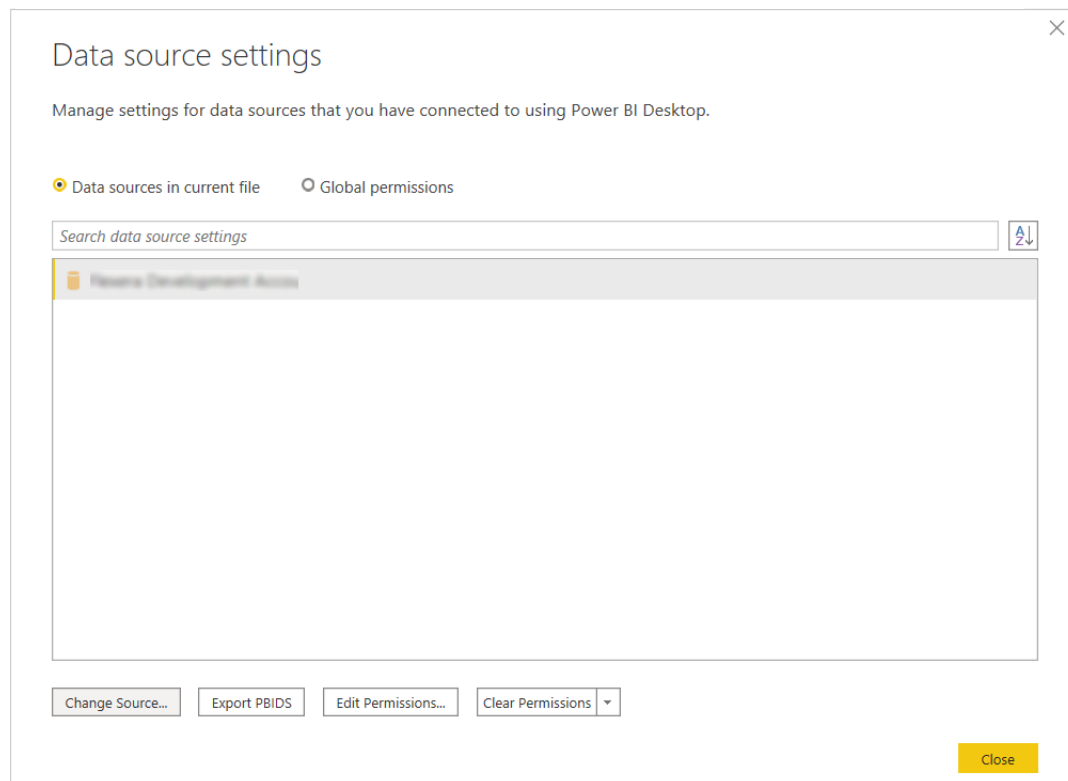 Data source settings
Manage settings for data sources that you have connected to using Power BI Desktop.
Data sources in current file Global permissions
Search data source settings
Change Source... Export PBIDS Edit Permissions... Clear Permissions
Close